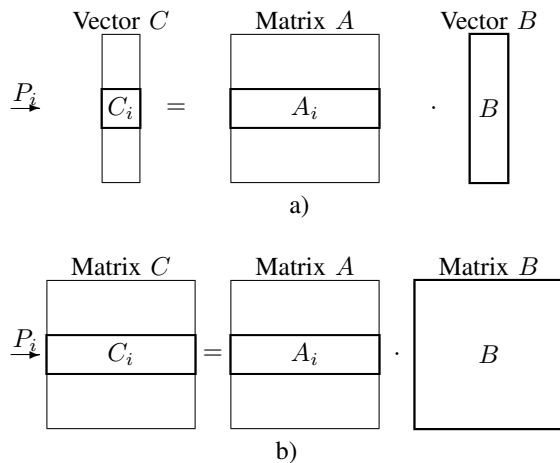 Vector C Matrix A Vector B
P_i C_i = A_i · B
a)
Matrix C Matrix A Matrix B
P_i C_i = A_i · B
b)